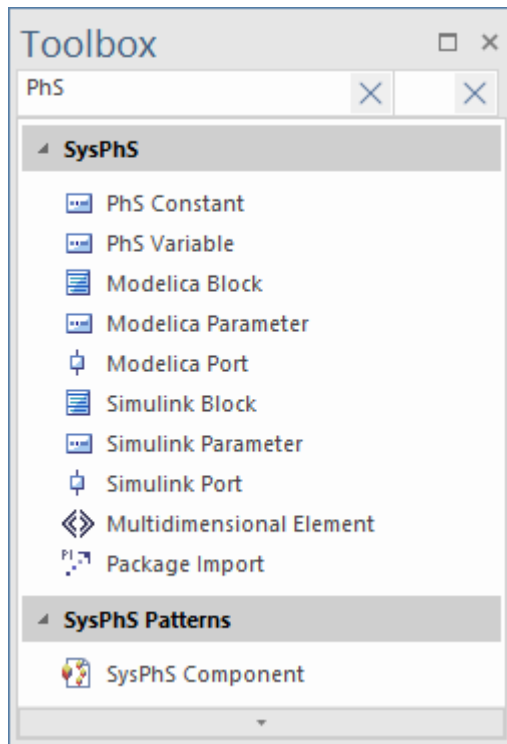 Toolbox
PhS
SysPhS
PhS Constant
PhS Variable
Modelica Block
Modelica Parameter
Modelica Port
Simulink Block
Simulink Parameter
Simulink Port
Multidimensional Element
PI
Package Import
SysPhS Patterns
SysPhS Component